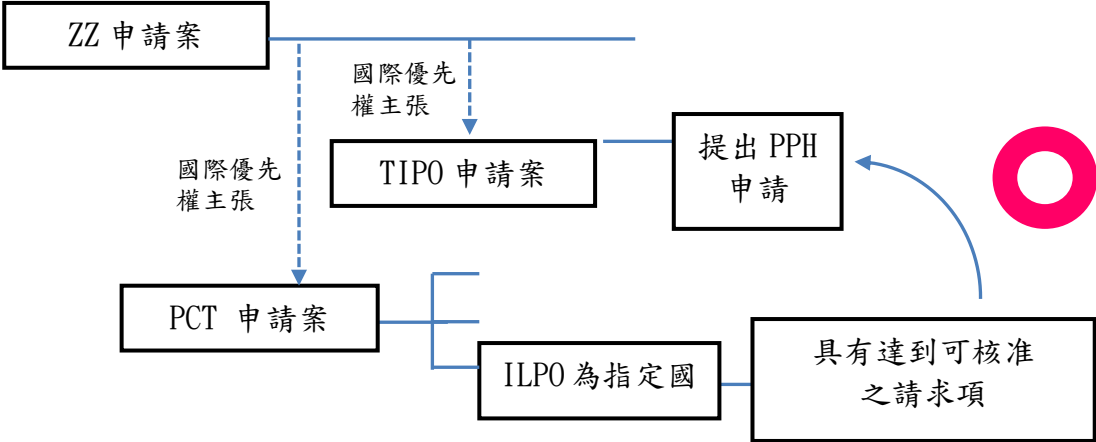 ZZ 申請案
國際優先
權主張
國際優先
權主張
TIPO 申請案
提出 PPH
申請
PCT 申請案
ILPO 為指定國
具有達到可核准
之請求項